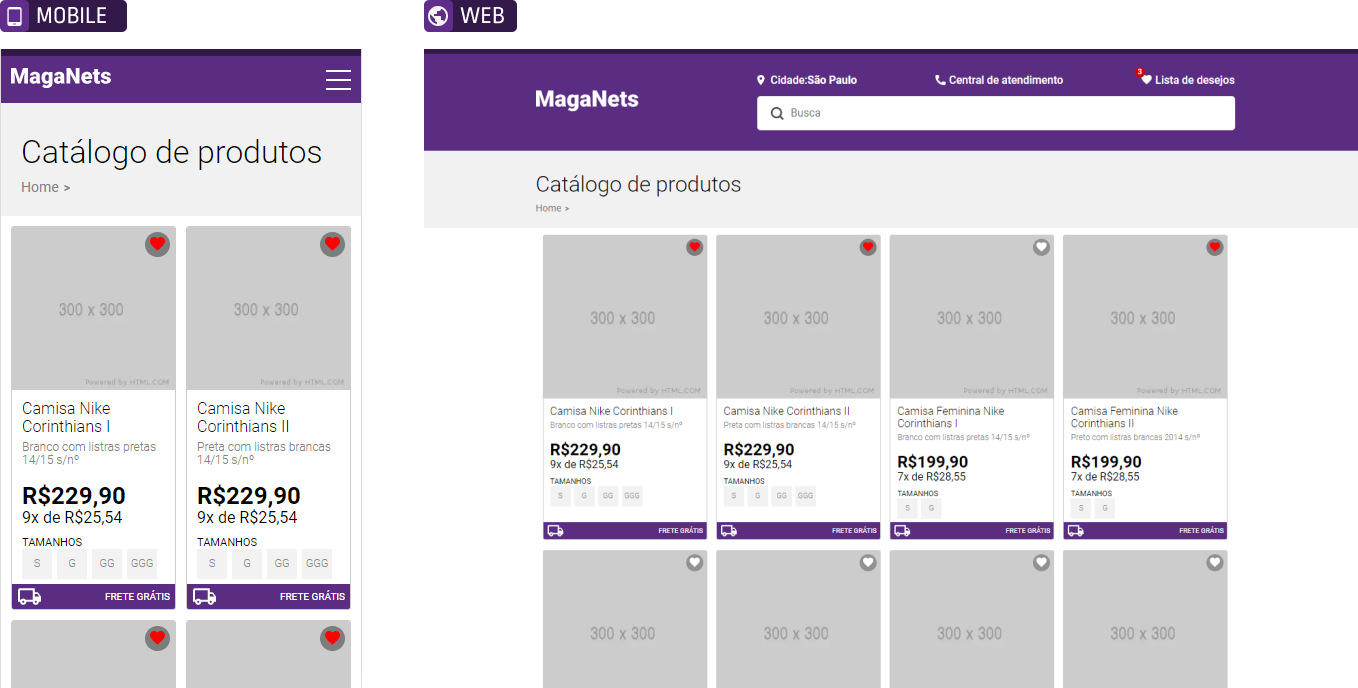 MOBILE
MagaNets
Catálogo de produtos
Home >
300 x 300
Powered by HTML.COM
300 x 300
Powered by HTML.COM
Camisa Nike
Corinthians I
Branco com listras pretas
14/15 s/nº
R$229,90
9x de R$25,54
TAMANHOS
S G GG GGG
FRETE GRÁTIS
Camisa Nike
Corinthians II
Preta com listras brancas
14/15 s/nº
R$229,90
9x de R$25,54
TAMANHOS
S G GG GGG
FRETE GRÁTIS
WEB
MagaNets
Cidade:São Paulo
Central de atendimento
3
Lista de desejos
Busca
Catálogo de produtos
Home >
300 x 300
Powered by HTML.COM
Camisa Nike Corinthians I
Branco com listras pretas 14/15 s/nº
R$229,90
9x de R$25,54
TAMANHOS
S G GG GGG
FRETE GRÁTIS
300 x 300
Powered by HTML.COM
Camisa Nike Corinthians II
Preta com listras brancas 14/15 s/nº
R$229,90
9x de R$25,54
TAMANHOS
S G GG GGG
FRETE GRÁTIS
300 x 300
Powered by HTML.COM
Camisa Feminina Nike
Corinthians I
Branco com listras pretas 14/15 s/nº
R$199,90
7x de R$28,55
TAMANHOS
S G
FRETE GRÁTIS
300 x 300
Powered by HTML.COM
Camisa Feminina Nike
Corinthians II
Preto com listras brancas 2014 s/nº
R$199,90
7x de R$28,55
TAMANHOS
S G
FRETE GRÁTIS
300 x 300
300 x 300
300 x 300
300 x 300